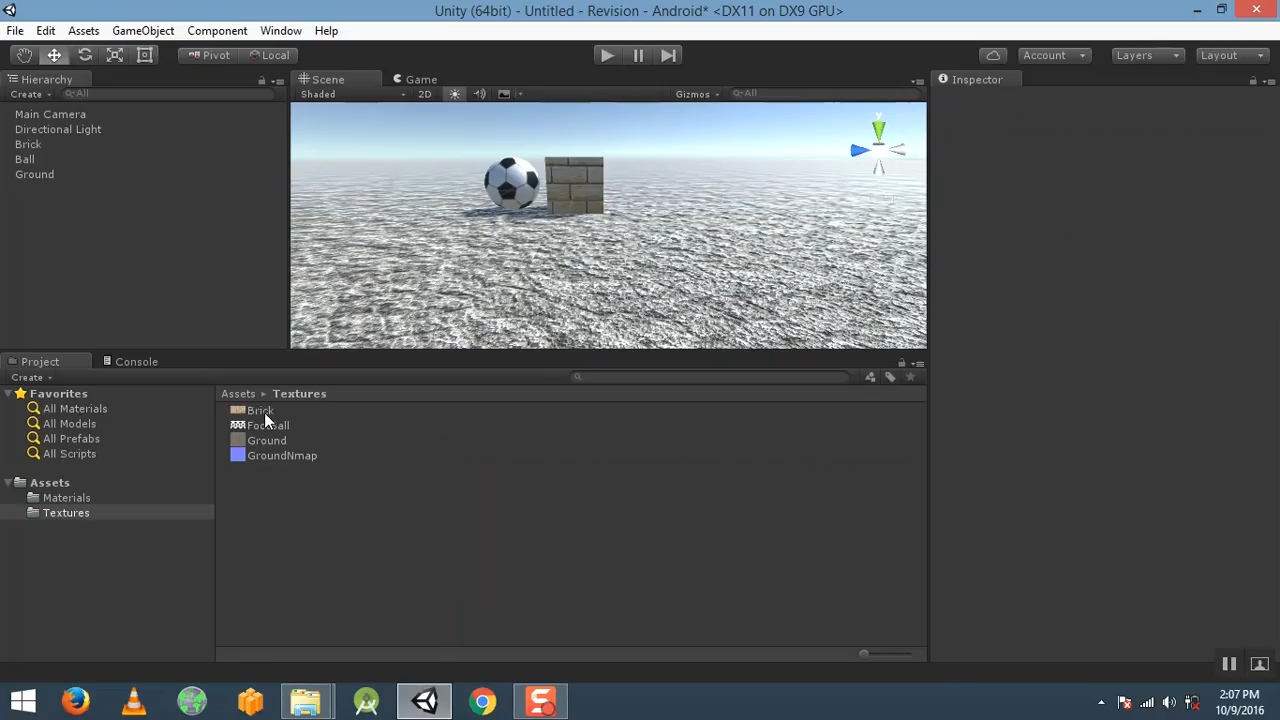 Unity (64bit) - Untitled - Revision - Android* <DX11 on DX9 GPU>
File Edit Assets GameObject Component Window Help
Pivot Local Account Layers Layout
Hierarchy Scene Game Inspector
Create All Shaded 2D Gizmos All
Main Camera
Directional Light
Brick
Ball
Ground
y
Project Console
Create
Favorites
All Materials
All Models
All Prefabs
All Scripts
Assets
Materials
Textures
Assets Textures
Brick
Football
Ground
GroundNmap
2:07 PM
10/9/2016